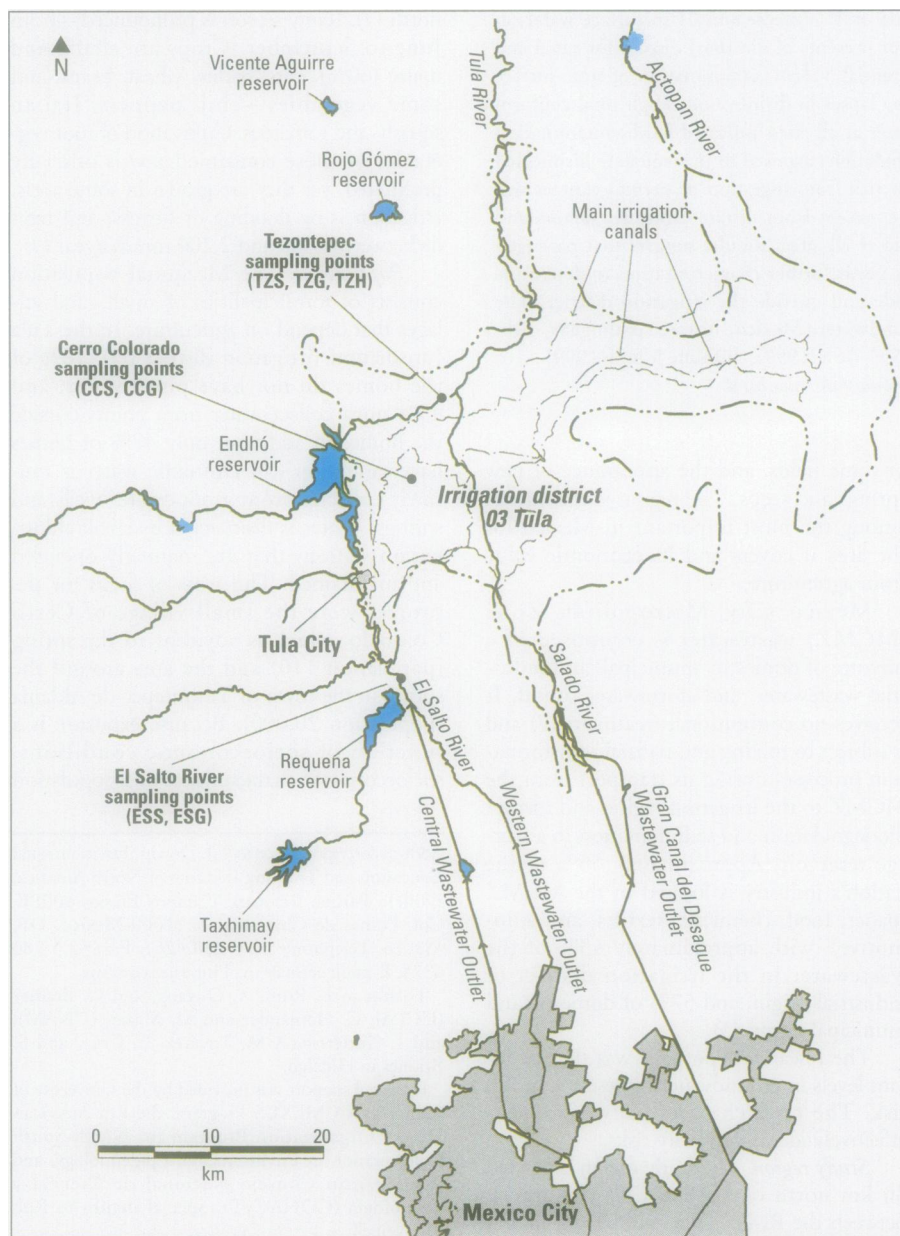 N
Vicente Aguirre
reservoir
Tula River
Actonan River
Rojo Gómez
reservoir
Main irrigation
canals
Tezontepec
sampling points
(TZS, TZG, TZH)
Cerro Colorado
sampling points
(CCS, CCG)
Endhó
reservoir
Irrigation district
03 Tula
Tula City
Salado River
El Salto River
Requena
reservoir
El Salto River
sampling points
(ESS, ESG)
Central Wastewater Outlet
Western Wastewater Outlet
Gran Canal del Desague
Wastewater Outlet
Taxhimay
reservoir
0 10 20
km
Mexico City